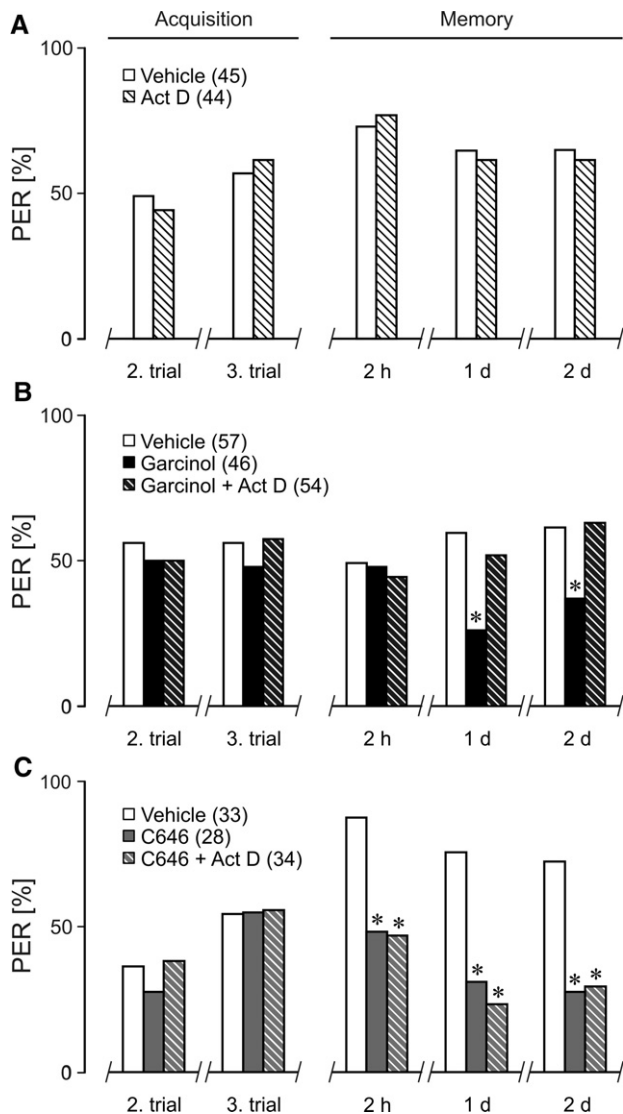 A
Acquisition Memory
100
Vehicle (45)
Act D (44)
PER [%]
50
0
2. trial 3. trial 2 h 1 d 2 d
B
100
Vehicle (57)
Garcinol (46)
Garcinol + Act D (54)
PER [%]
50
* *
0
2. trial 3. trial 2 h 1 d 2 d
C
100
Vehicle (33)
C646 (28)
C646 + Act D (34)
PER [%]
50
* * * * * *
0
2. trial 3. trial 2 h 1 d 2 d